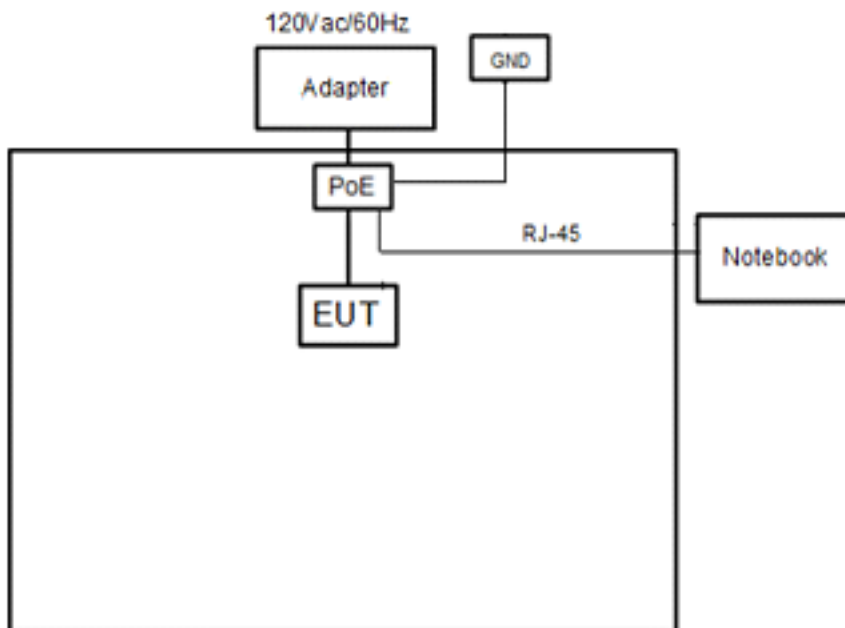 120Vac/60Hz
GND
Adapter
PoE
RJ-45
Notebook
EUT